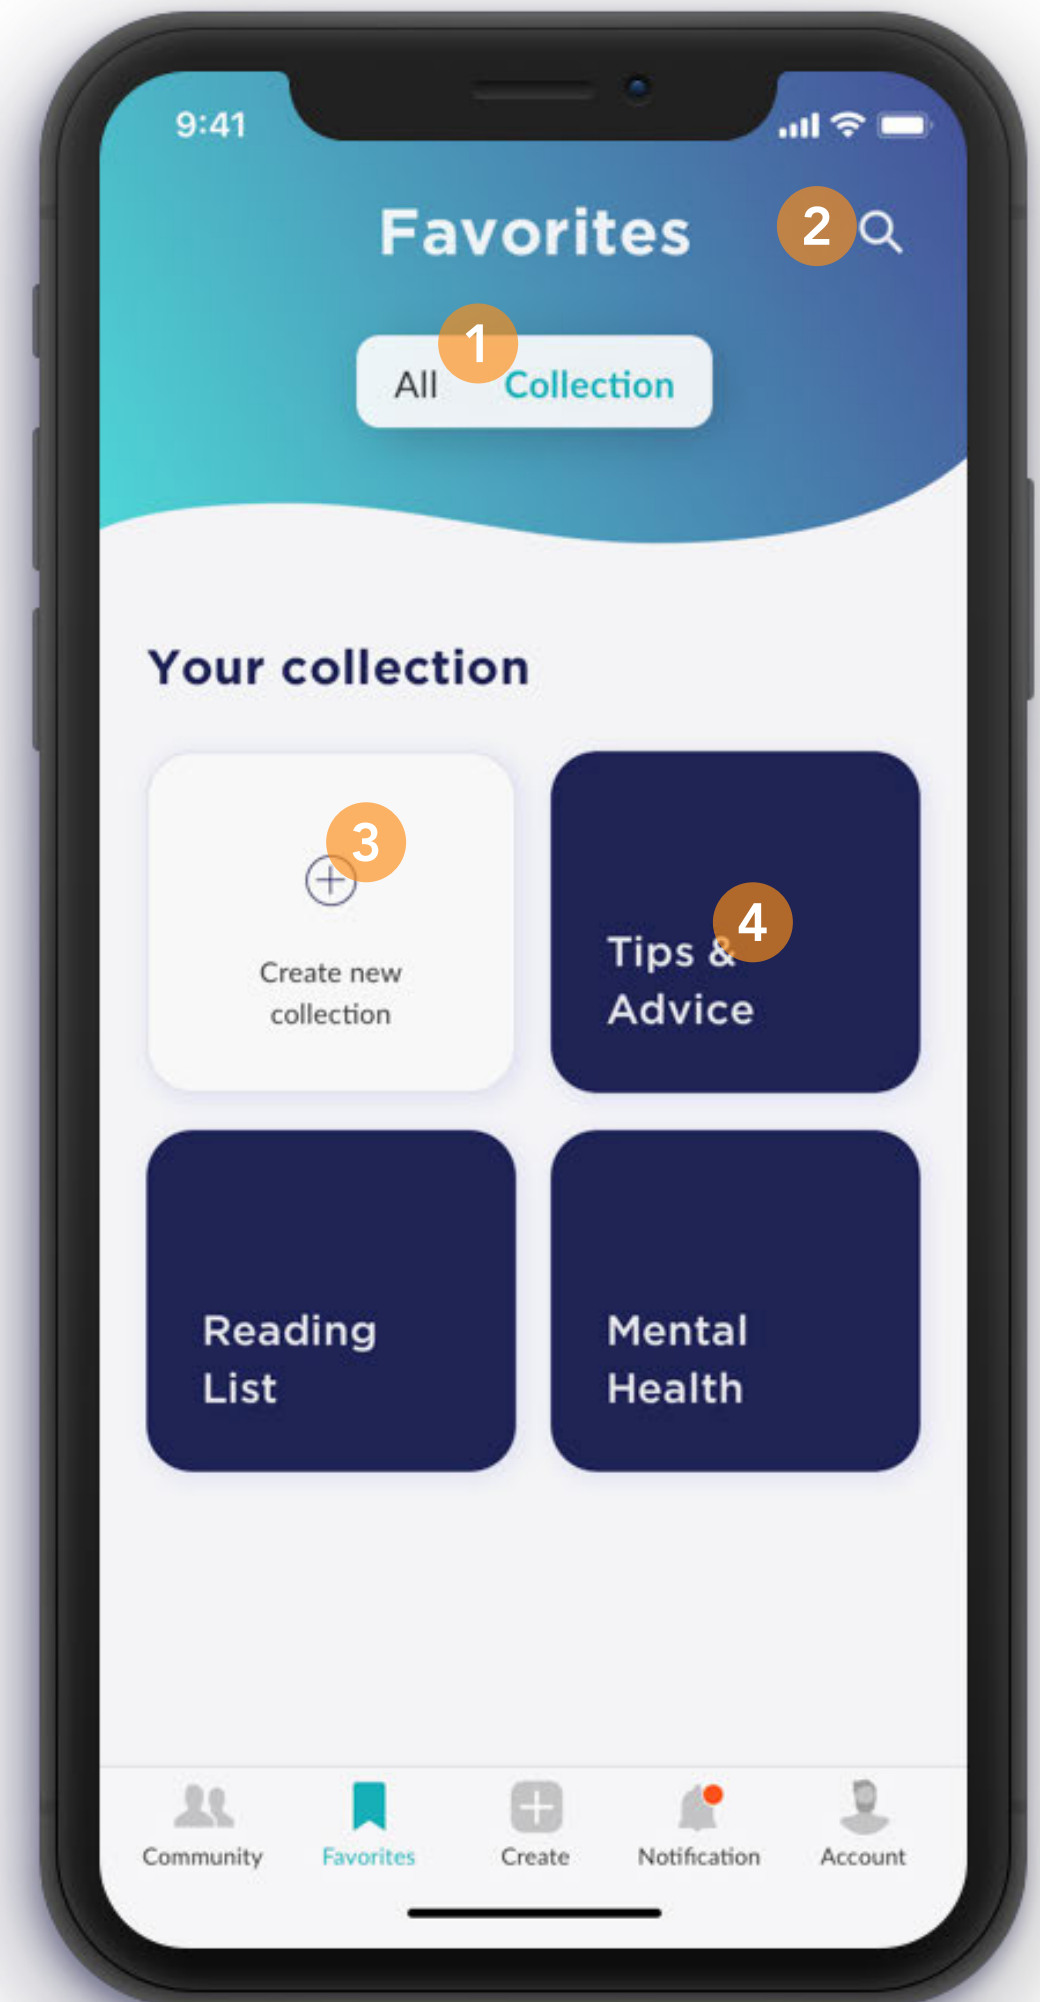 9:41
Favorites
2
1
All Collection
Your collection
3
Create new
collection
4
Tips &
Advice
Reading
List
Mental
Health
Community Favorites Create Notification Account